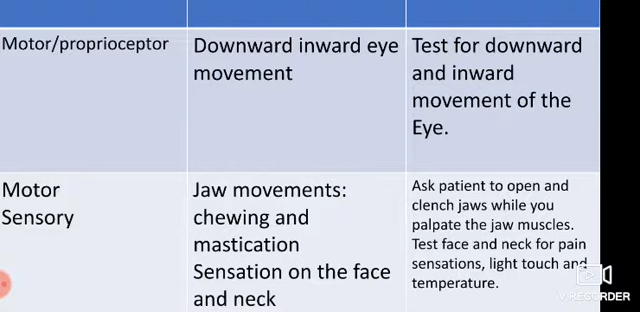 Motor/proprioceptor
Downward inward eye
movement
Test for downward
and inward
movement of the
Eye.
Motor
Sensory
Jaw movements:
chewing and
mastication
Sensation on the face
and neck
Ask patient to open and
clench jaws while you
palpate the jaw muscles.
Test face and neck for pain
sensations, light touch and
temperature.
V RECORDER